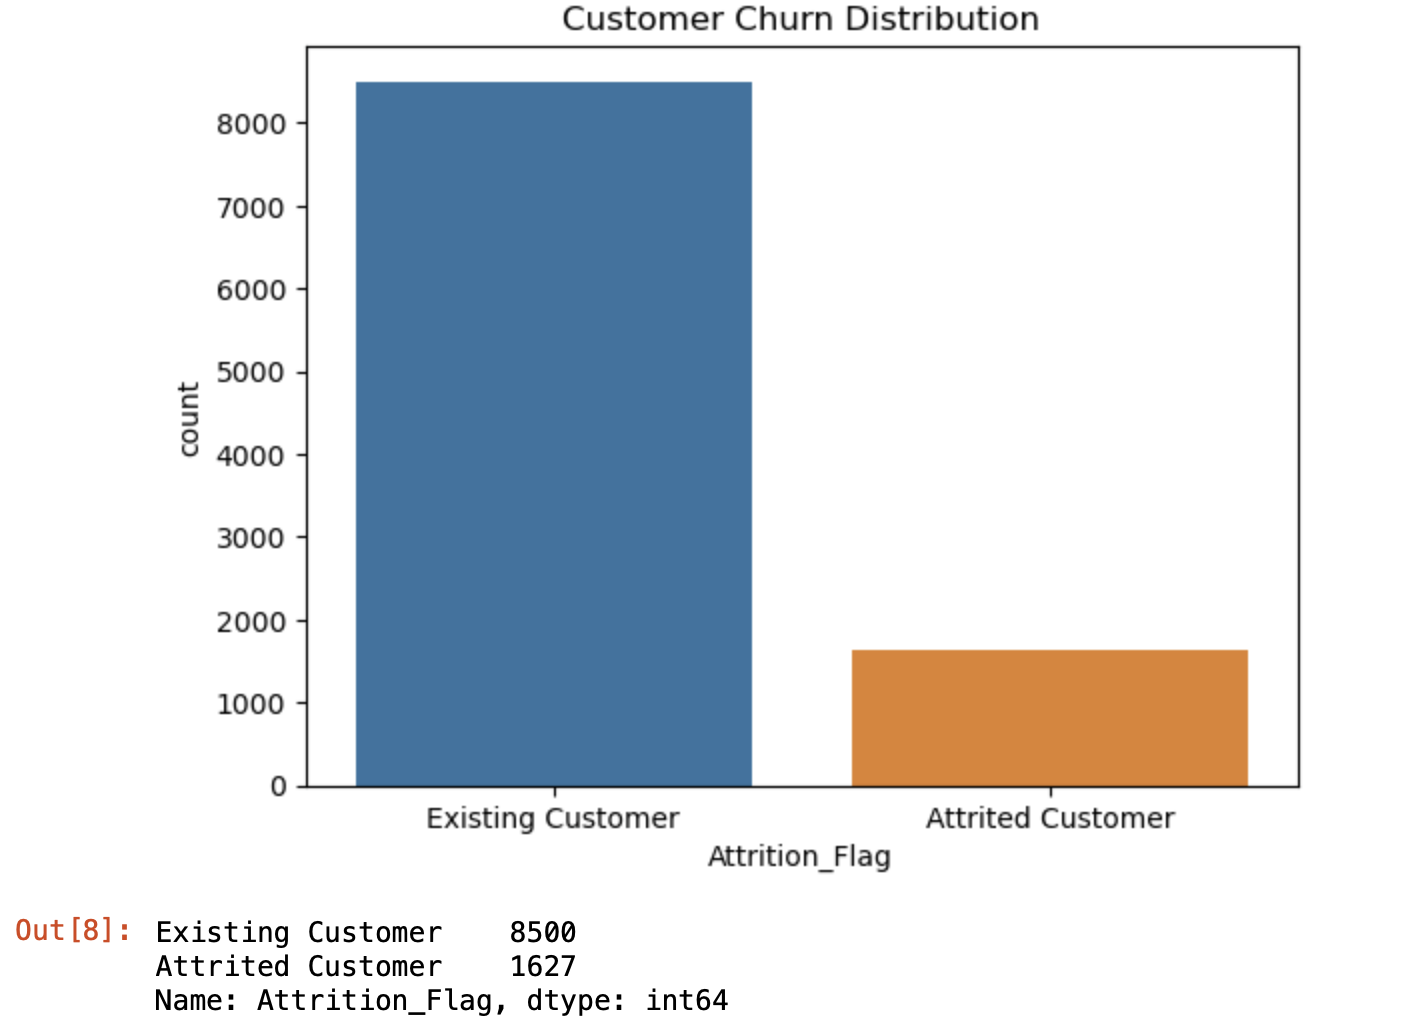 Customer Churn Distribution
8000
7000
6000
5000
4000
3000
2000
1000
0
count
Existing Customer
Attrited Customer
Attrition_Flag
Out[8]: Existing Customer    8500
Attrited Customer    1627
Name: Attrition_Flag, dtype: int64